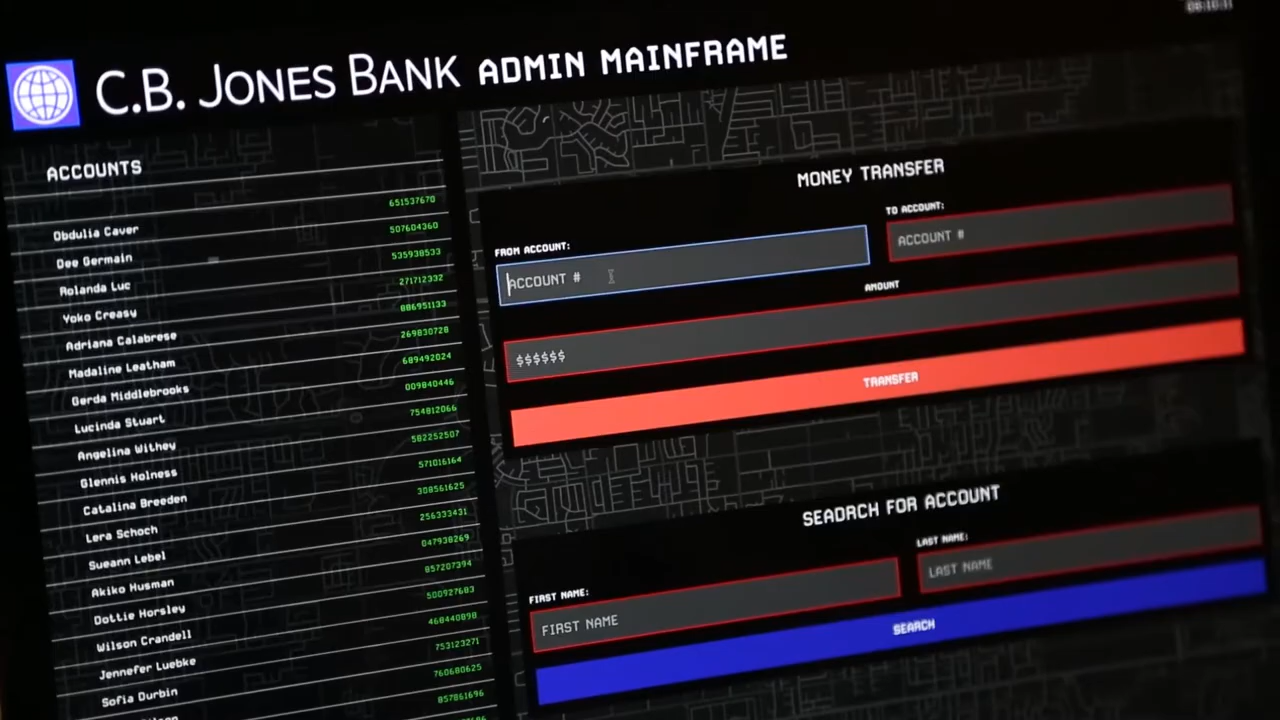 C.B. JONES BANK ADMIN MAINFRAME
ACCOUNTS
Obdulia Caver 651537670
Dee Germain 507604360
Rolanda Luc 535938533
Yoko Creasy 271712332
Adriana Calabrese 886951133
Madaline Leatham 269830728
Gerda Middlebrooks 689492024
Lucinda Stuart 009840446
Angelina Withey 754812066
Glennis Holness 582252507
Catalina Breeden 571016164
Lera Schoch 308561625
Sueann Lebel 256333431
Akiko Husman 047938269
Dottie Horsley 857207394
Wilson Crandell 500927683
Jennefer Luebke 468440898
Sofia Durbin 753123271
760680625
857861696
MONEY TRANSFER
FROM ACCOUNT:
ACCOUNT #
TO ACCOUNT:
ACCOUNT #
AMOUNT
$$$$$$
TRANSFER
SEADRCH FOR ACCOUNT
FIRST NAME:
FIRST NAME
LAST NAME:
LAST NAME
SEARCH